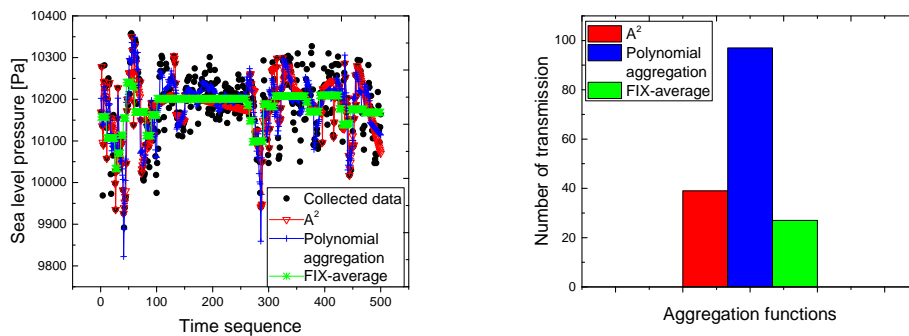 10400
10300
10200
10100
10000
9900
9800
Sea level pressure [Pa]
0
100
200
300
400
500
Time sequence
Collected data
A²
Polynomial
aggregation
FIX-average
100
80
60
40
20
0
Number of transmission
A²
Polynomial
aggregation
FIX-average
Aggregation functions